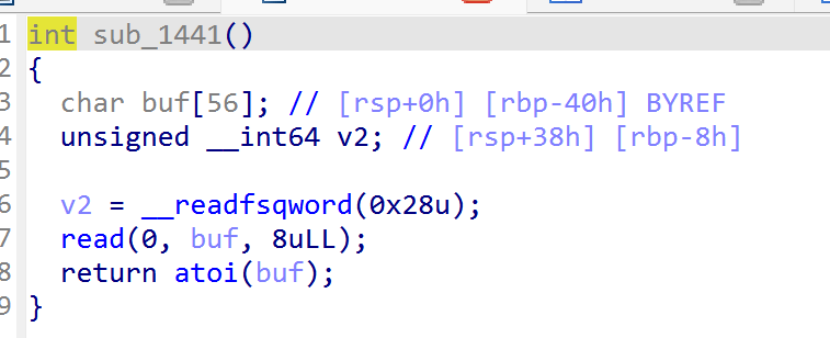 1 int sub_1441()
2 {
3 char buf[56]; // [rsp+0h] [rbp-40h] BYREF
4 unsigned __int64 v2; // [rsp+38h] [rbp-8h]
5
6 v2 = __readfsqword(0x28u);
7 read(0, buf, 8uLL);
8 return atoi(buf);
9 }